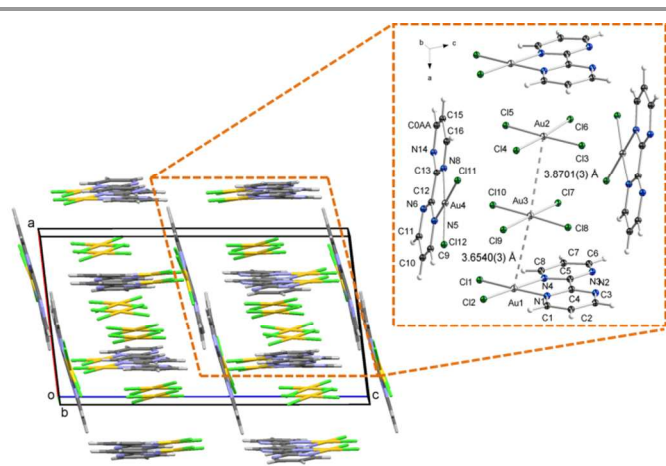 b
c
a
Cl5
Cl6
Au2
Cl4
Cl3
3.8701(3) Å
C15
C0AA
C16
N14
N8
C13
Cl11
C12
Au4
N6
N5
C11
Cl12
C9
C10
Cl10
Cl7
Au3
Cl8
Cl9
3.6540(3) Å
C7
C6
C8
C5
Cl1
N4
N3
N2
Cl2
Au1
N1
C4
C3
C1
C2
a
o
b
c